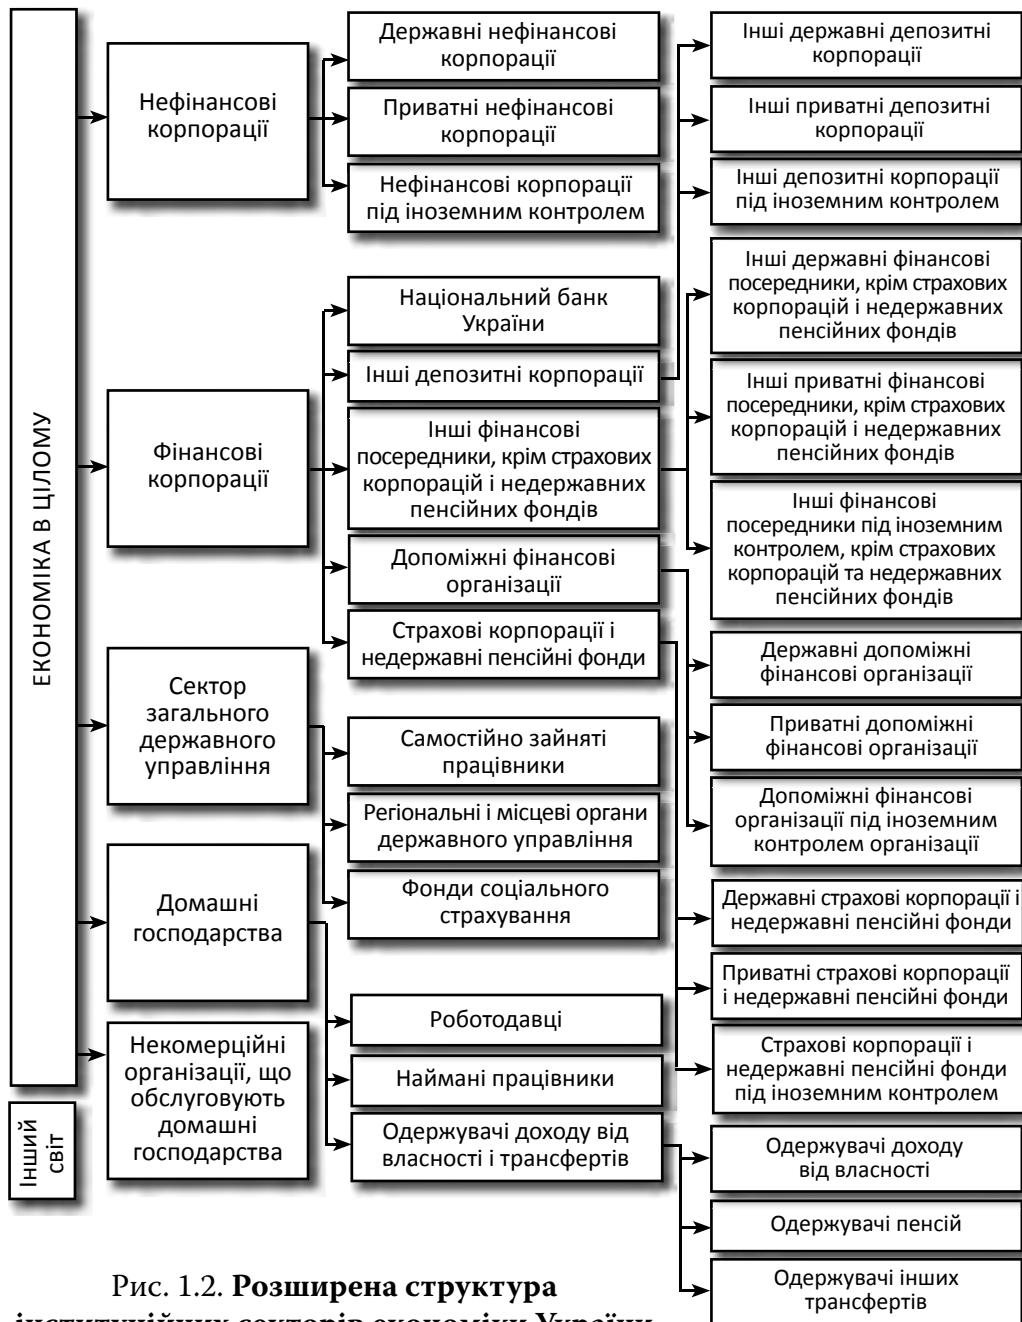 ЕКОНОМІКА В ЦІЛОМУ
Інший
світ
Нефінансові
корпорації
Фінансові
корпорації
Сектор
загального
державного
управління
Домашні
господарства
Некомерційні
організації, що
обслуговують
домашні
господарства
Державні нефінансові
корпорації
Приватні нефінансові
корпорації
Нефінансові корпорації
під іноземним контролем
Національний банк
України
Інші депозитні корпорації
Інші фінансові
посередники, крім страхових
корпорацій і недержавних
пенсійних фондів
Допоміжні фінансові
організації
Страхові корпорації і
недержавні пенсійні фонди
Самостійно зайняті
працівники
Регіональні і місцеві органи
державного управління
Фонди соціального
страхування
Роботодавці
Наймані працівники
Одержувачі доходу від
власності і трансфертів
Інші державні депозитні
корпорації
Інші приватні депозитні
корпорації
Інші депозитні корпорації
під іноземним контролем
Інші державні фінансові
посередники, крім страхових
корпорацій і недержавних
пенсійних фондів
Інші приватні фінансові
посередники, крім страхових
корпорацій і недержавних
пенсійних фондів
Інші фінансові
посередники під іноземним
контролем, крім страхових
корпорацій та недержавних
пенсійних фондів
Державні допоміжні
фінансові організації
Приватні допоміжні
фінансові організації
Допоміжні фінансові
організації під іноземним
контролем організації
Державні страхові корпорації і
недержавні пенсійні фонди
Приватні страхові корпорації
і недержавні пенсійні фонди
Страхові корпорації і
недержавні пенсійні фонди
під іноземним контролем
Одержувачі доходу
від власності
Одержувачі пенсій
Одержувачі інших
трансфертів
Рис. 1.2. Розширена структура
інституційних секторів економіки України